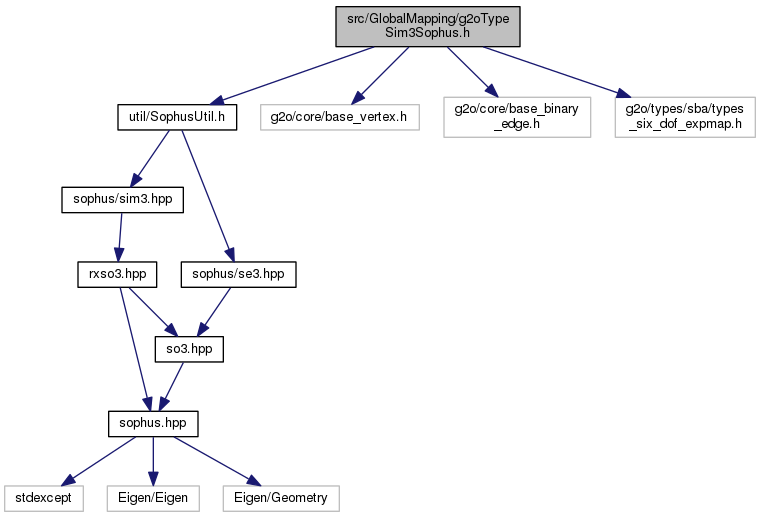 src/GlobalMapping/g2oType
Sim3Sophus.h
util/SophusUtil.h
g2o/core/base_vertex.h
g2o/core/base_binary
_edge.h
g2o/types/sba/types
_six_dof_expmap.h
sophus/sim3.hpp
rxso3.hpp
sophus/se3.hpp
so3.hpp
sophus.hpp
stdexcept
Eigen/Eigen
Eigen/Geometry